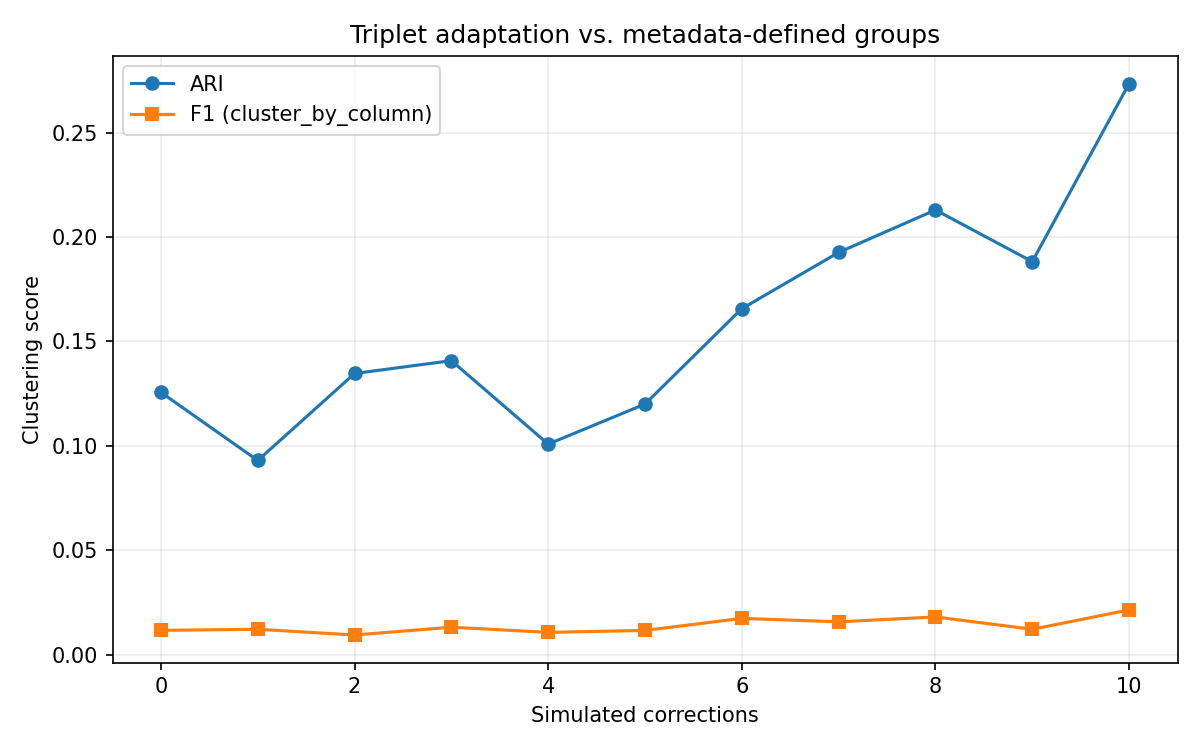 Triplet adaptation vs. metadata-defined groups
ARI
F1 (cluster_by_column)
Clustering score
0.25
0.20
0.15
0.10
0.05
0.00
0 2 4 6 8 10
Simulated corrections